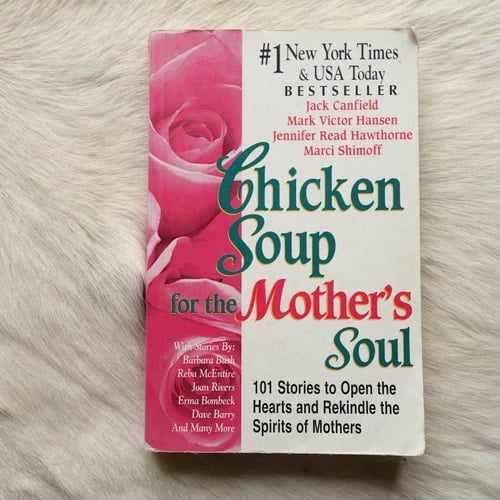 #1 New York Times
& USA Today
BESTSELLER
Jack Canfield
Mark Victor Hansen
Jennifer Read Hawthorne
Marci Shimoff
Chicken
Soup
for the Mother's
Soul
With Stories By:
Barbara Bush
Reba McEntire
Joan Rivers
Erma Bombeck
Dave Barry
And Many More
101 Stories to Open the
Hearts and Rekindle the
Spirits of Mothers